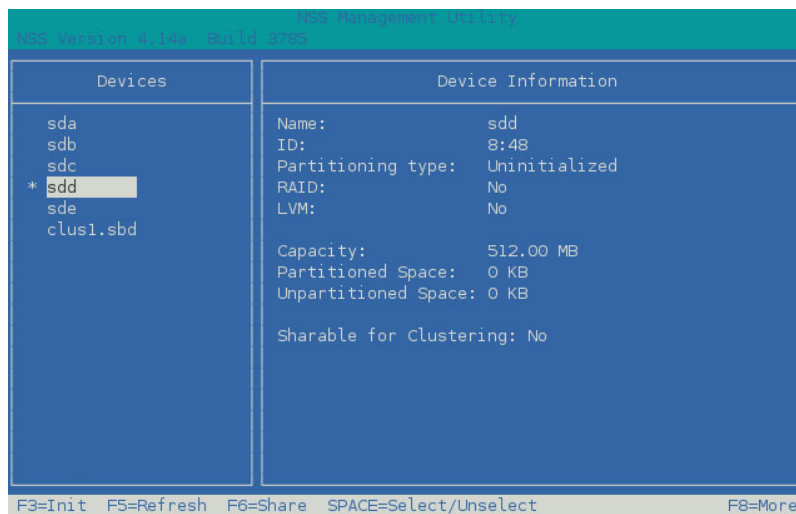 NSS Management Utility
NSS Version 4.14a Build 3785
Devices
sda
sdb
sdc
* sdd
sde
clus1.sbd
Device Information
Name: sdd
ID: 8:48
Partitioning type: Uninitialized
RAID: No
LVM: No
Capacity: 512.00 MB
Partitioned Space: 0 KB
Unpartitioned Space: 0 KB
Sharable for Clustering: No
F3=Init F5=Refresh F6=Share SPACE=Select/Unselect F8=More